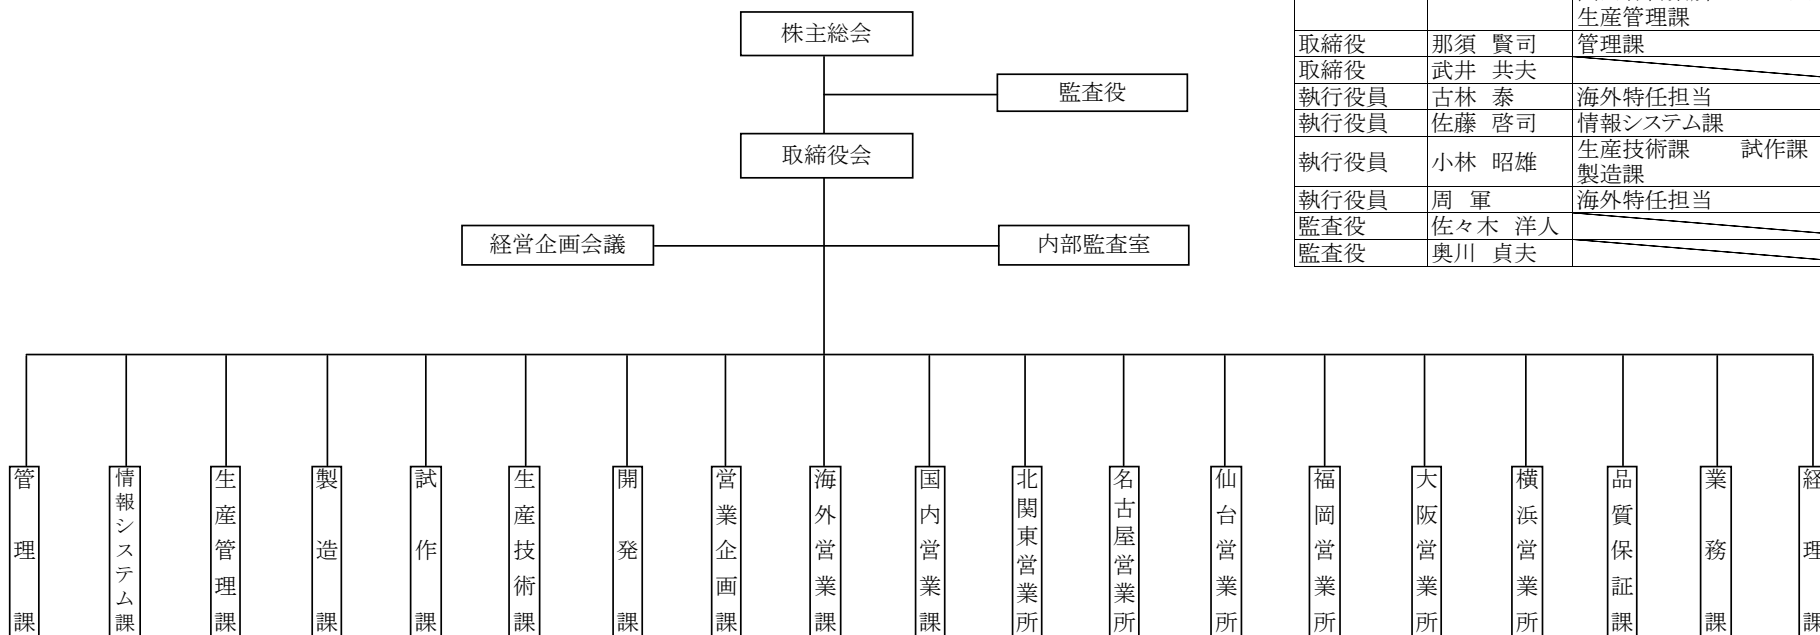 株主総会
監査役
取締役会
経営企画会議
内部監査室
生産管理課
取締役 那須 賢司 管理課
取締役 武井 共夫
執行役員 古林 泰 海外特任担当
執行役員 佐藤 啓司 情報システム課
執行役員 小林 昭雄 生産技術課 試作課
製造課
執行役員 周 軍 海外特任担当
監査役 佐々木 洋人
監査役 奥川 貞夫
管理課
情報システム課
生産管理課
製造課
試作課
生産技術課
開発課
営業企画課
海外営業課
国内営業課
北関東営業所
名古屋営業所
仙台営業所
福岡営業所
大阪営業所
横浜営業所
品質保証課
業務課
経理課